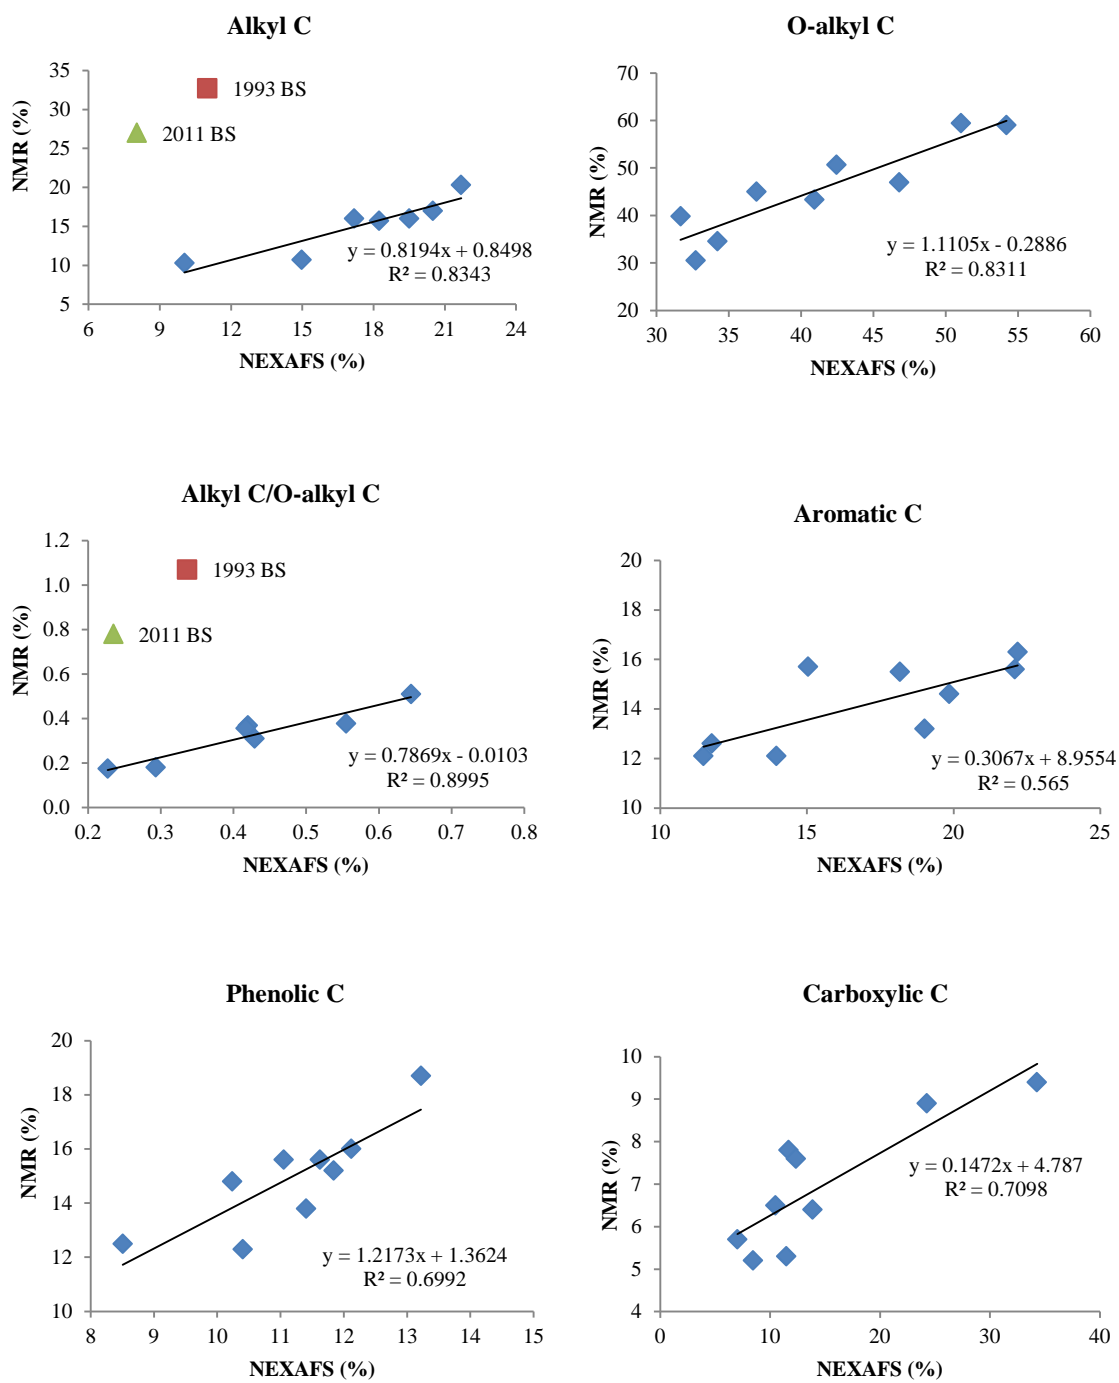 Alkyl C
35
30
25
20
15
10
5
NMR (%)
1993 BS
2011 BS
y = 0.8194x + 0.8498
R² = 0.8343
6 9 12 15 18 21 24
NEXAFS (%)
O-alkyl C
70
60
50
40
30
20
NMR (%)
y = 1.1105x - 0.2886
R² = 0.8311
30 35 40 45 50 55 60
NEXAFS (%)
Alkyl C/O-alkyl C
1.2
1.0
0.8
0.6
0.4
0.2
0.0
NMR (%)
1993 BS
2011 BS
y = 0.7869x - 0.0103
R² = 0.8995
0.2 0.3 0.4 0.5 0.6 0.7 0.8
NEXAFS (%)
Aromatic C
20
18
16
14
12
10
NMR (%)
y = 0.3067x + 8.9554
R² = 0.565
10 15 20 25
NEXAFS (%)
Phenolic C
20
18
16
14
12
10
NMR (%)
y = 1.2173x + 1.3624
R² = 0.6992
8 9 10 11 12 13 14 15
NEXAFS (%)
Carboxylic C
10
9
8
7
6
5
4
NMR (%)
y = 0.1472x + 4.787
R² = 0.7098
0 10 20 30 40
NEXAFS (%)